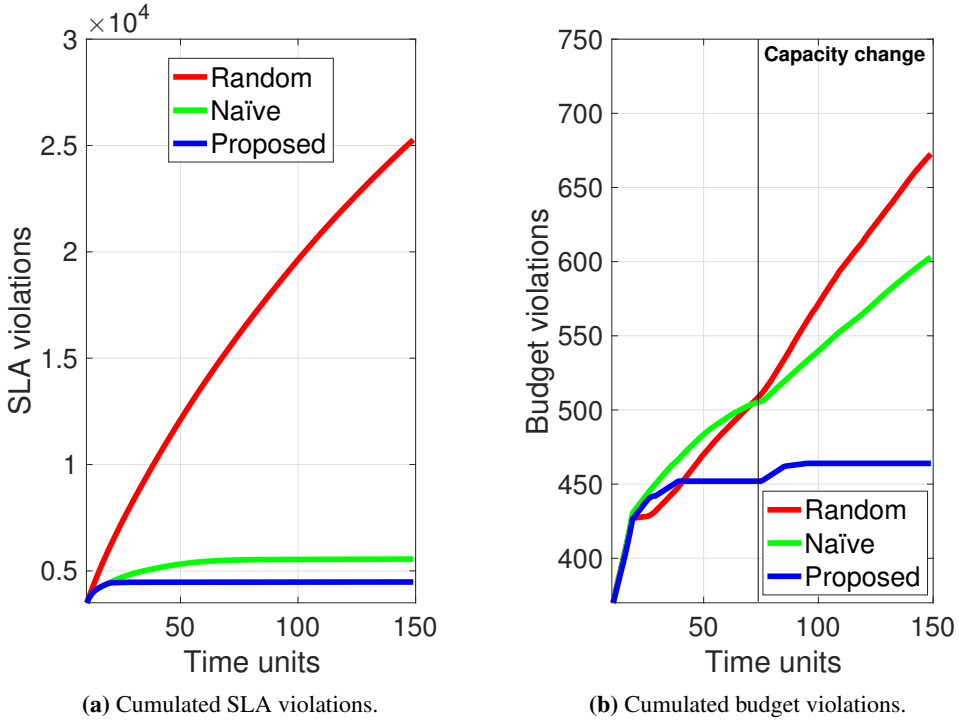 ×10⁴
3
2.5
2
1.5
1
0.5
SLA violations
Random
Naïve
Proposed
50
100
150
Time units
(a) Cumulated SLA violations.
750
700
650
600
550
500
450
400
Budget violations
Capacity change
Random
Naïve
Proposed
50
100
150
Time units
(b) Cumulated budget violations.